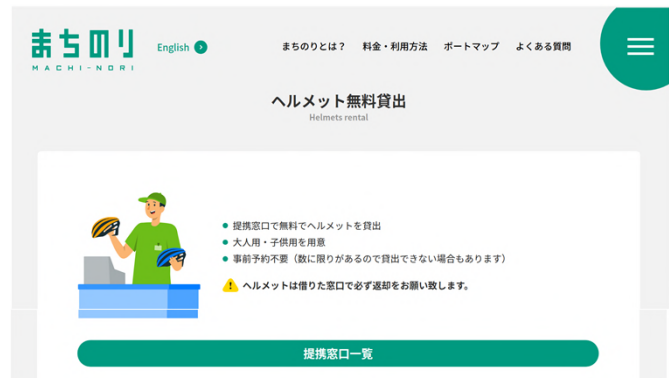 まちのり
MACHI-NORI
English
まちのりとは？ 料金・利用方法 ポートマップ よくある質問
ヘルメット無料貸出
Helmets rental
提携窓口で無料でヘルメットを貸出
大人用・子供用を用意
事前予約不要（数に限りがあるので貸出できない場合もあります）
ヘルメットは借りた窓口で必ず返却をお願い致します。
提携窓口一覧